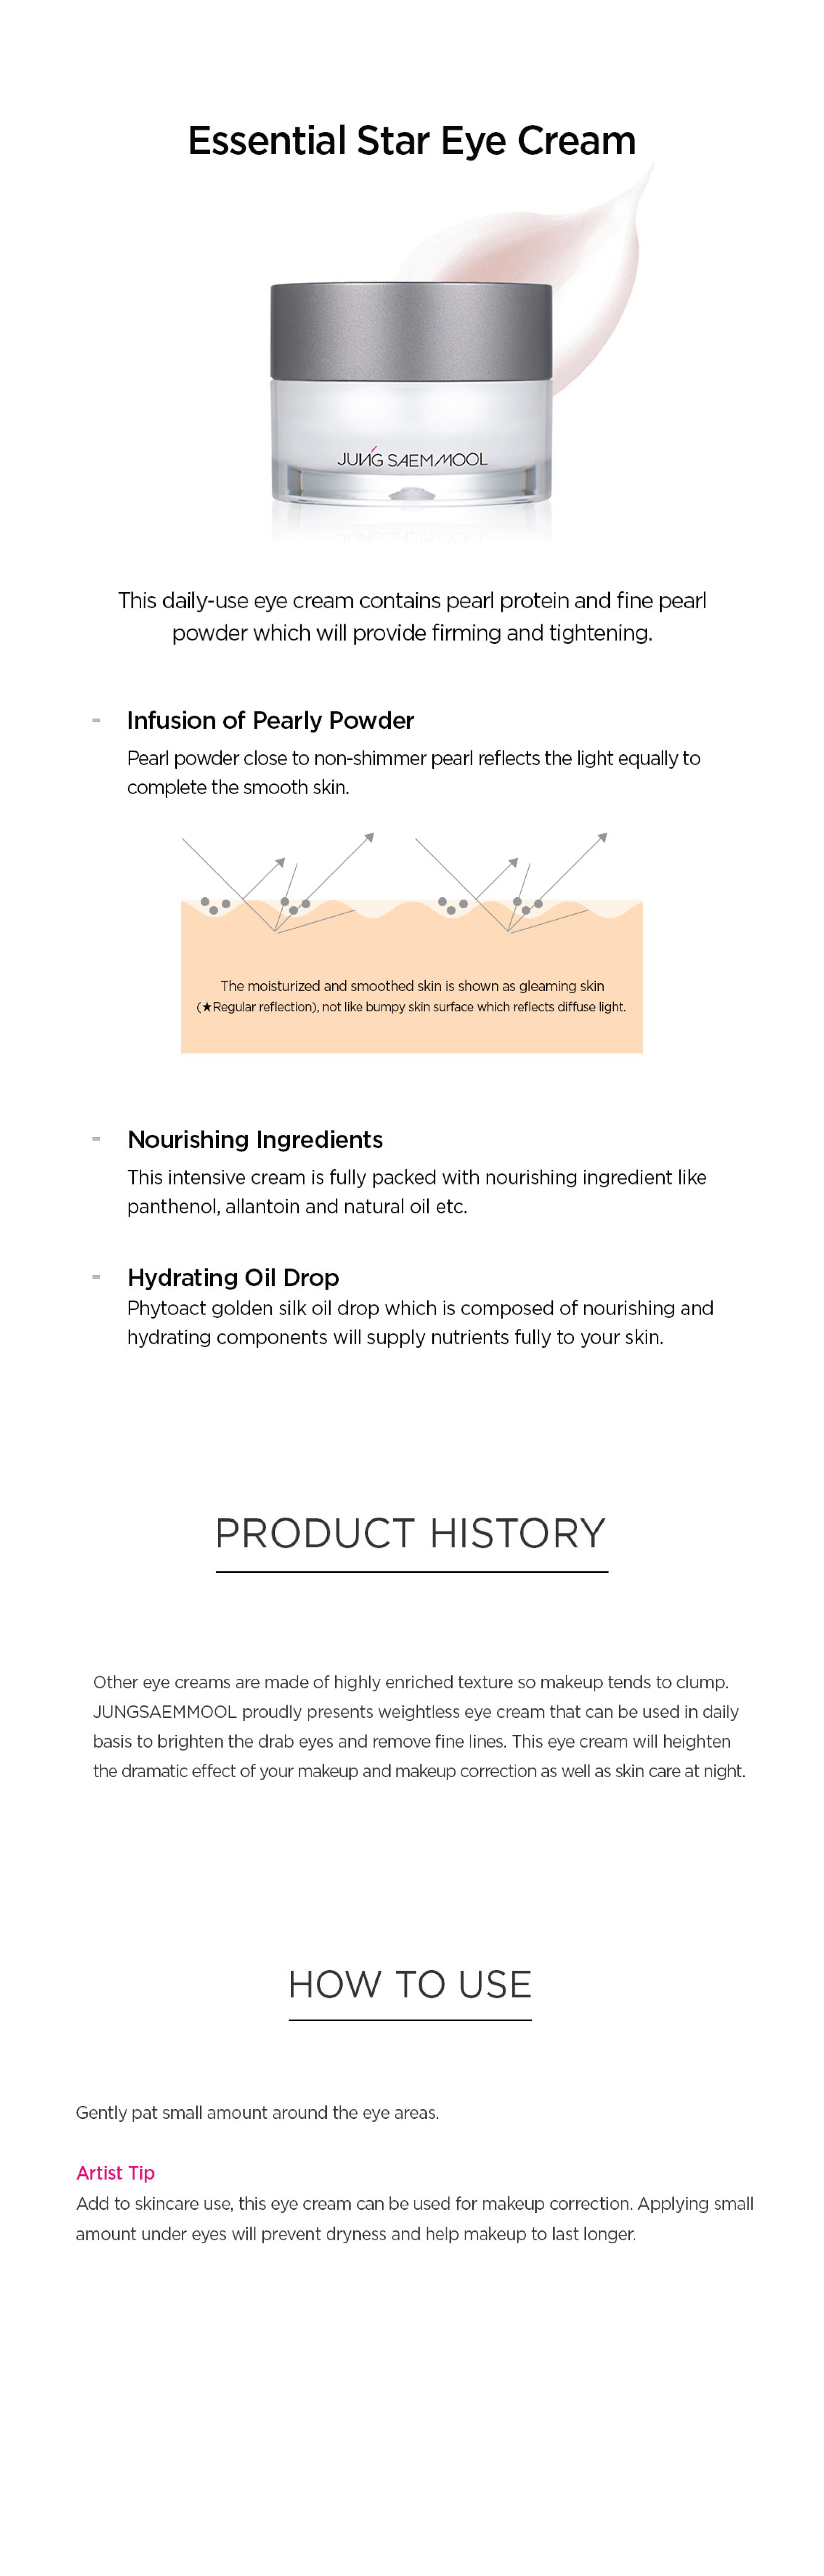 Essential Star Eye Cream
JUNG SAEMMOOL
This daily-use eye cream contains pearl protein and fine pearl
powder which will provide firming and tightening.
- Infusion of Pearly Powder
Pearl powder close to non-shimmer pearl reflects the light equally to
complete the smooth skin.
The moisturized and smoothed skin is shown as gleaming skin
(★Regular reflection), not like bumpy skin surface which reflects diffuse light.
- Nourishing Ingredients
This intensive cream is fully packed with nourishing ingredient like
panthenol, allantoin and natural oil etc.
- Hydrating Oil Drop
Phytoact golden silk oil drop which is composed of nourishing and
hydrating components will supply nutrients fully to your skin.
PRODUCT HISTORY
Other eye creams are made of highly enriched texture so makeup tends to clump.
JUNGSAEMMOOL proudly presents weightless eye cream that can be used in daily
basis to brighten the drab eyes and remove fine lines. This eye cream will heighten
the dramatic effect of your makeup and makeup correction as well as skin care at night.
HOW TO USE
Gently pat small amount around the eye areas.
Artist Tip
Add to skincare use, this eye cream can be used for makeup correction. Applying small
amount under eyes will prevent dryness and help makeup to last longer.